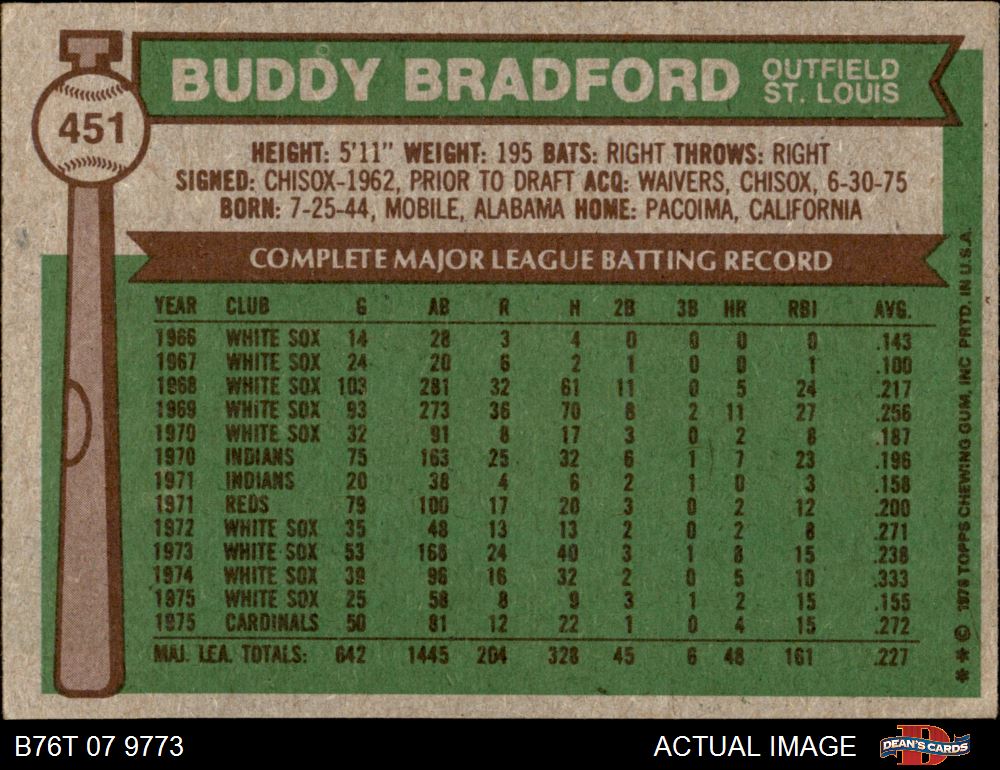 BUDDY BRADFORD OUTFIELD ST. LOUIS
451
HEIGHT: 5'11" WEIGHT: 195 BATS: RIGHT THROWS: RIGHT
SIGNED: CHISOX-1962, PRIOR TO DRAFT ACQ: WAIVERS, CHISOX, 6-30-75
BORN: 7-25-44, MOBILE, ALABAMA HOME: PACOIMA, CALIFORNIA
COMPLETE MAJOR LEAGUE BATTING RECORD
YEAR CLUB G AB R H 2B 3B HR RBI AVG.
1966 WHITE SOX 14 28 3 4 0 0 0 0 .143
1967 WHITE SOX 24 20 6 2 1 0 0 1 .100
1968 WHITE SOX 103 281 32 61 11 0 5 24 .217
1969 WHITE SOX 93 273 36 70 8 2 11 27 .256
1970 WHITE SOX 32 91 8 17 3 0 2 8 .187
1970 INDIANS 75 163 25 32 6 1 7 23 .196
1971 INDIANS 20 38 4 6 2 1 0 3 .158
1971 REDS 79 100 17 20 3 0 2 12 .200
1972 WHITE SOX 35 48 13 13 2 0 2 8 .271
1973 WHITE SOX 53 168 24 40 3 1 8 15 .238
1974 WHITE SOX 39 96 16 32 2 0 5 10 .333
1975 WHITE SOX 25 58 8 9 3 1 2 15 .155
1975 CARDINALS 50 81 12 22 1 0 4 15 .272
MAJ. LEA. TOTALS: 642 1445 204 328 45 6 48 161 .227
**© 1976 TOPPS CHEWING GUM, INC PRTD. IN U.S.A.
B76T 07 9773 ACTUAL IMAGE DEAN'S CARDS